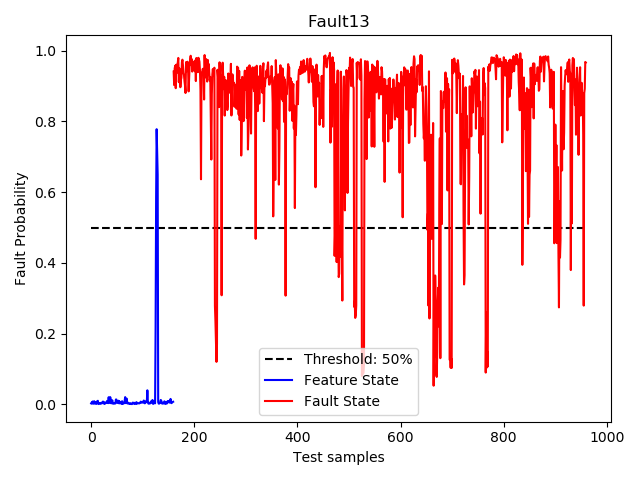 Fault13
1.0
0.8
0.6
0.4
0.2
0.0
Fault Probability
Threshold: 50%
Feature State
Fault State
0
200
400
600
800
1000
Test samples